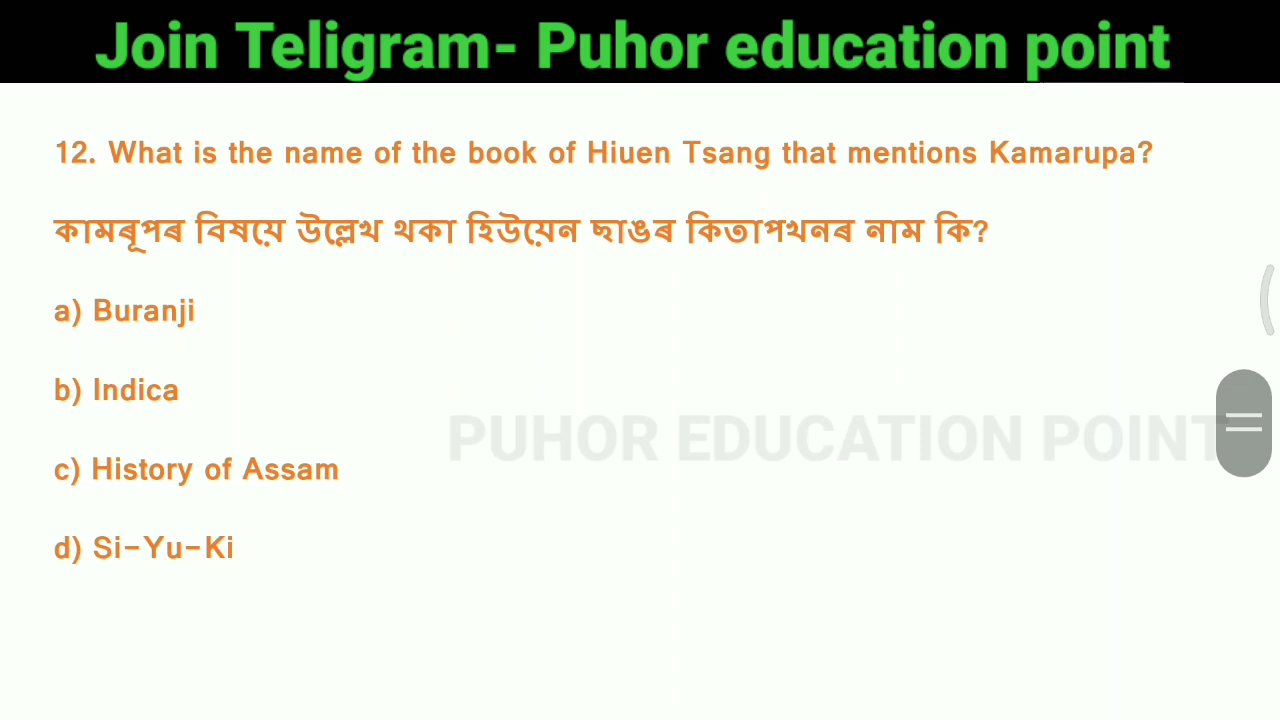 Join Teligram- Puhor education point
12. What is the name of the book of Hiuen Tsang that mentions Kamarupa?
কামৰূপৰ বিষয়ে উল্লেখ থকা হিউয়েন ছাঙৰ কিতাপখনৰ নাম কি?
a) Buranji
b) Indica
PUHOR EDUCATION POINT
c) History of Assam
d) Si-Yu-Ki